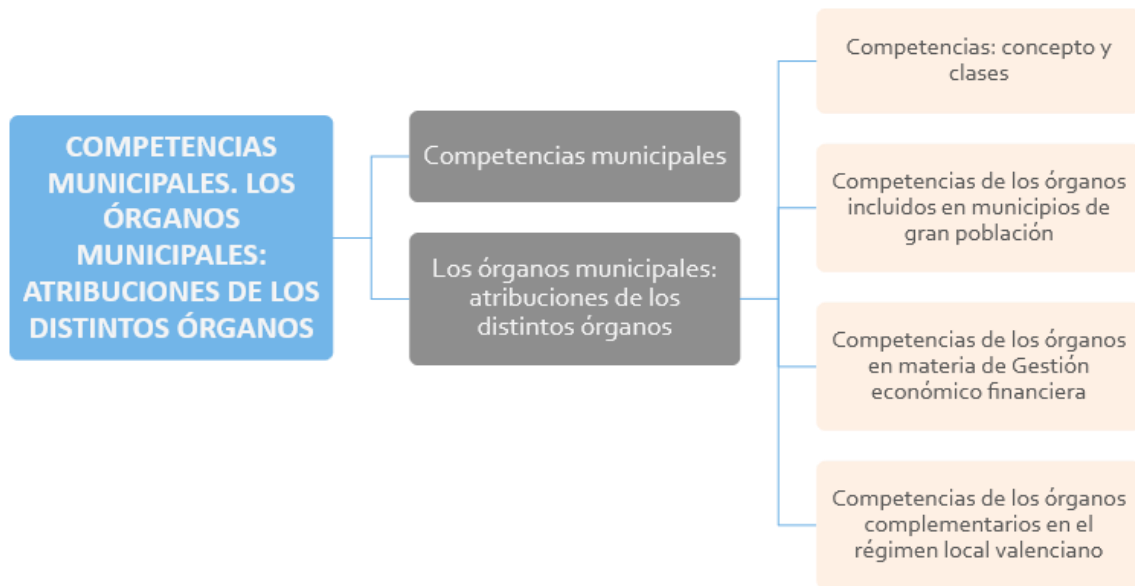 COMPETENCIAS
MUNICIPALES. LOS
ÓRGANOS
MUNICIPALES:
ATRIBUCIONES DE LOS
DISTINTOS ÓRGANOS
Competencias municipales
Los órganos municipales:
atribuciones de los
distintos órganos
Competencias: concepto y
clases
Competencias de los órganos
incluidos en municipios de
gran población
Competencias de los órganos
en materia de Gestión
económico financiera
Competencias de los órganos
complementarios en el
régimen local valenciano